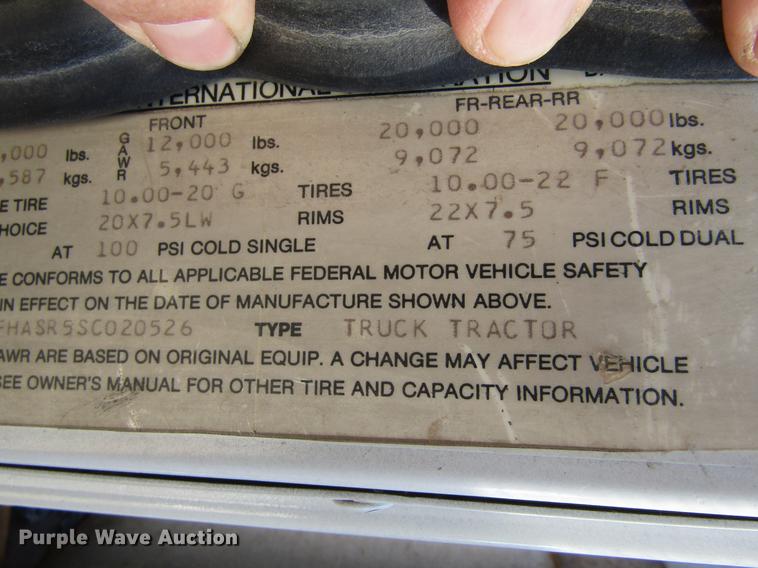 INTERNATIONAL
FRONT FR-REAR-RR
,000 lbs. GAWR 12,000 lbs. 20,000 20,000 lbs.
,587 kgs. 5,443 kgs. 9,072 9,072 kgs.
E TIRE 10.00-20 G TIRES 10.00-22 F TIRES
HOICE 20X7.5LW RIMS 22X7.5 RIMS
AT 100 PSI COLD SINGLE AT 75 PSI COLD DUAL
E CONFORMS TO ALL APPLICABLE FEDERAL MOTOR VEHICLE SAFETY
IN EFFECT ON THE DATE OF MANUFACTURE SHOWN ABOVE.
FHASR5SC020526 TYPE TRUCK TRACTOR
AWR ARE BASED ON ORIGINAL EQUIP. A CHANGE MAY AFFECT VEHICLE
SEE OWNER'S MANUAL FOR OTHER TIRE AND CAPACITY INFORMATION.
Purple Wave Auction